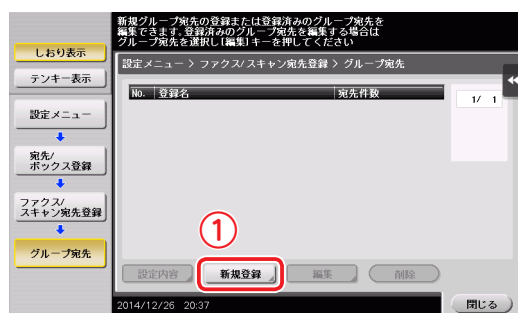 新規グループ宛先の登録または登録済みのグループ宛先を
編集できます。登録済みのグループ宛先を編集する場合は
グループ宛先を選択し[編集]キーを押してください
しおり表示
テンキー表示
設定メニュー
宛先/
ボックス登録
ファクス/
スキャン宛先登録
グループ宛先
設定メニュー > ファクス/スキャン宛先登録 > グループ宛先
No. 登録名 宛先件数
1/ 1
①
設定内容 新規登録 編集 削除
2014/12/26 20:37
閉じる